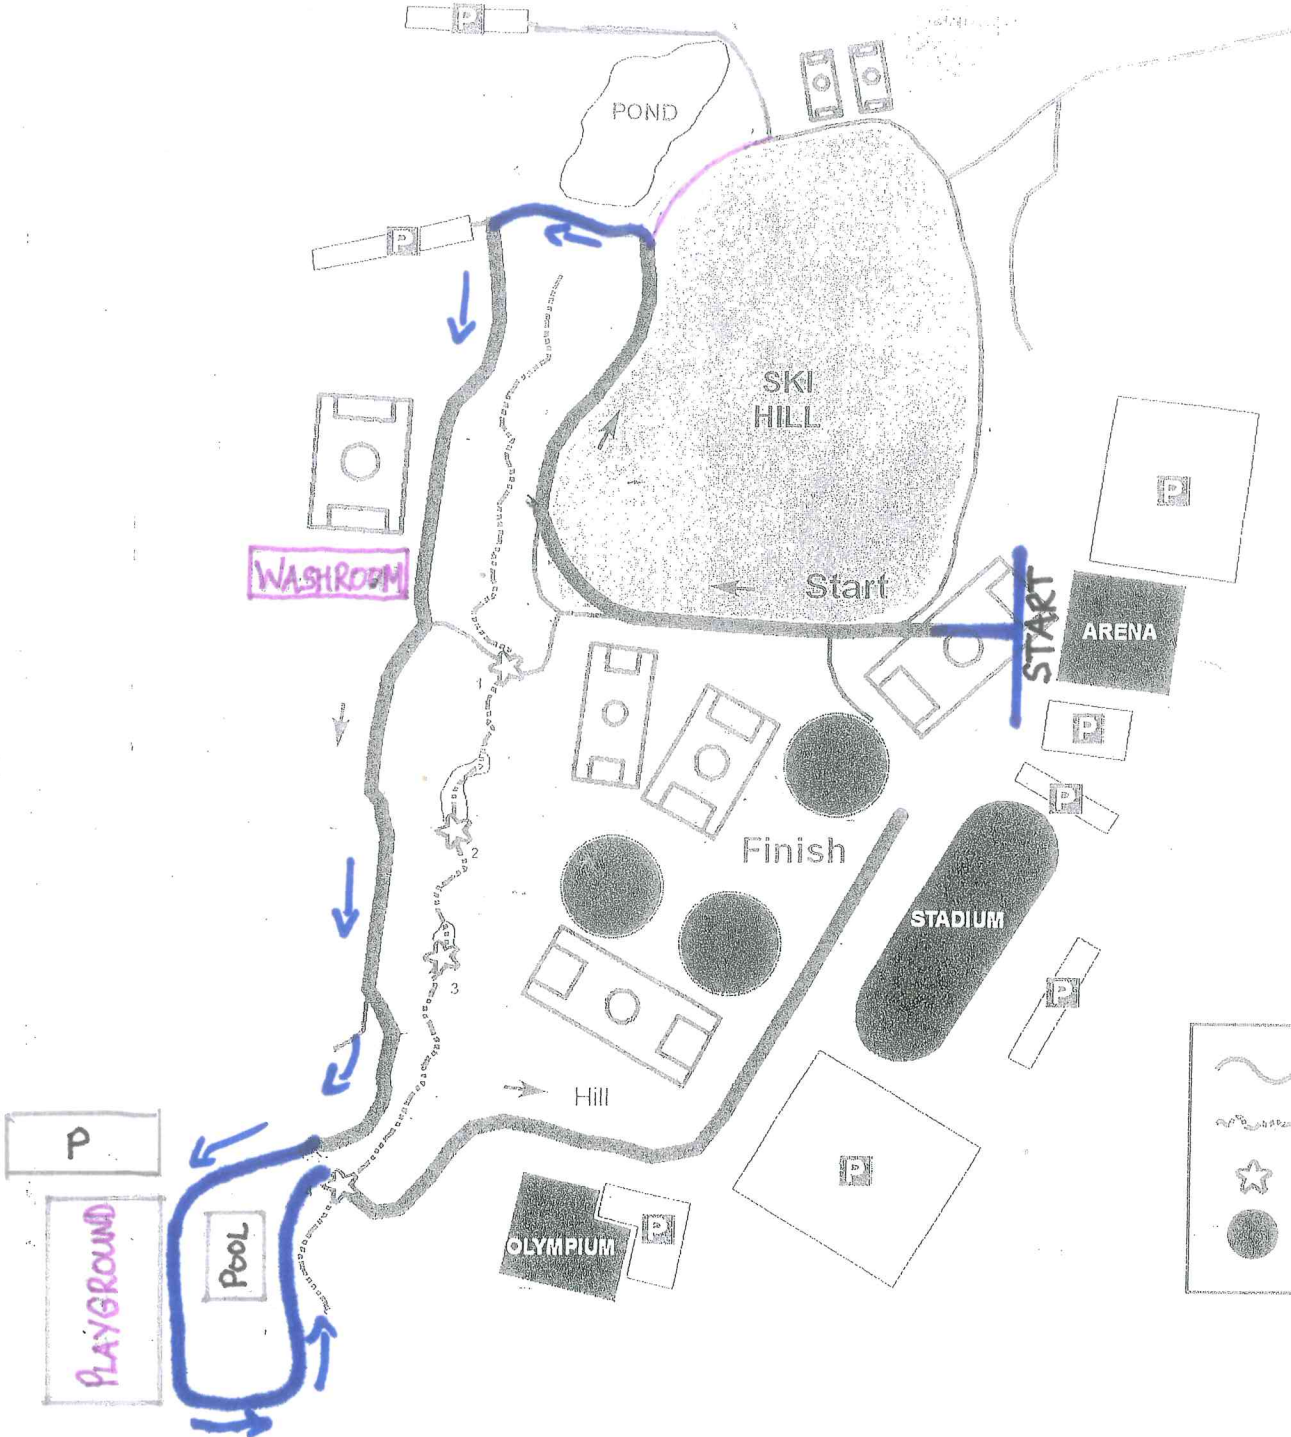 P
POND
P
SKI
HILL
P
WASHROOM
Start
START
ARENA
1
P
P
2
Finish
STADIUM
3
P
Hill
P
P
PLAYGROUND
POOL
OLYMPIUM
P